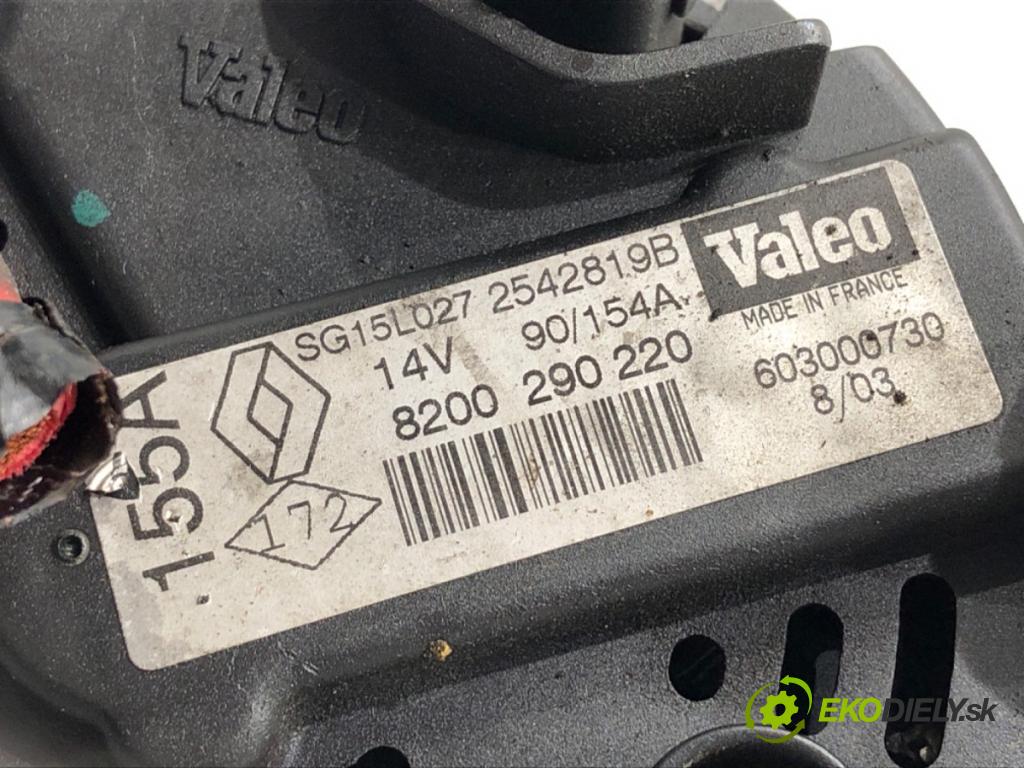 Valeo
155A
SG15L027 2542819B
14V 90/154A
8200 290 220
172
Valeo
MADE IN FRANCE
603000730
8/03
EKODIELY.sk